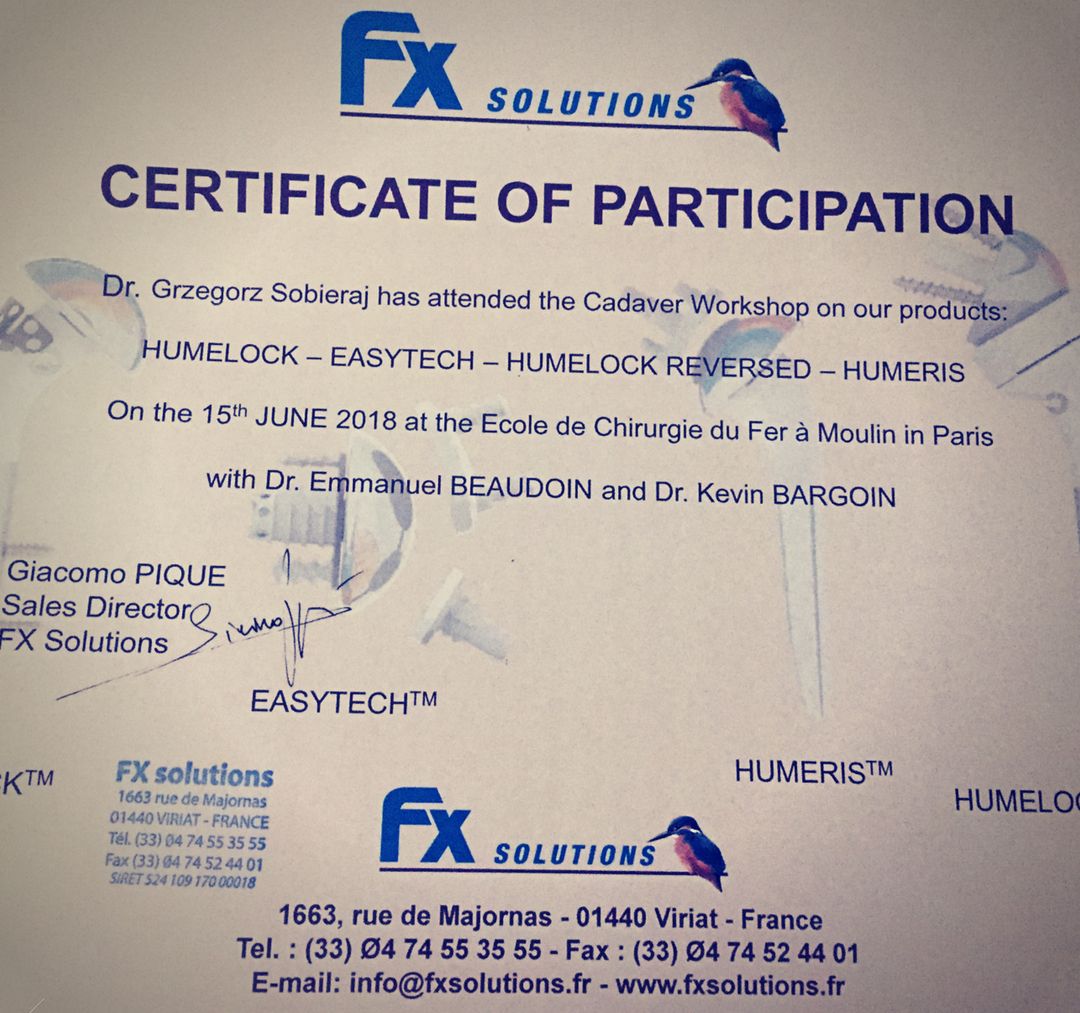 FX SOLUTIONS
CERTIFICATE OF PARTICIPATION
Dr. Grzegorz Sobieraj has attended the Cadaver Workshop on our products:
HUMELOCK – EASYTECH – HUMELOCK REVERSED – HUMERIS
On the 15th JUNE 2018 at the Ecole de Chirurgie du Fer à Moulin in Paris
with Dr. Emmanuel BEAUDOIN and Dr. Kevin BARGOIN
Giacomo PIQUE
Sales Director
FX Solutions
EASYTECH™
HUMERIS™
CK™
HUMELOC
FX solutions
1663 rue de Majornas
01440 VIRIAT - FRANCE
Tél. (33) 04 74 55 35 55
Fax (33) 04 74 52 44 01
SIRET 524 109 170 00018
FX SOLUTIONS
1663, rue de Majornas - 01440 Viriat - France
Tel. : (33) Ø4 74 55 35 55 - Fax : (33) Ø4 74 52 44 01
E-mail: info@fxsolutions.fr - www.fxsolutions.fr